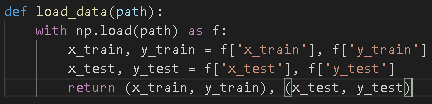 def load_data(path):
    with np.load(path) as f:
        x_train, y_train = f['x_train'], f['y_train']
        x_test, y_test = f['x_test'], f['y_test']
        return (x_train, y_train), (x_test, y_test)